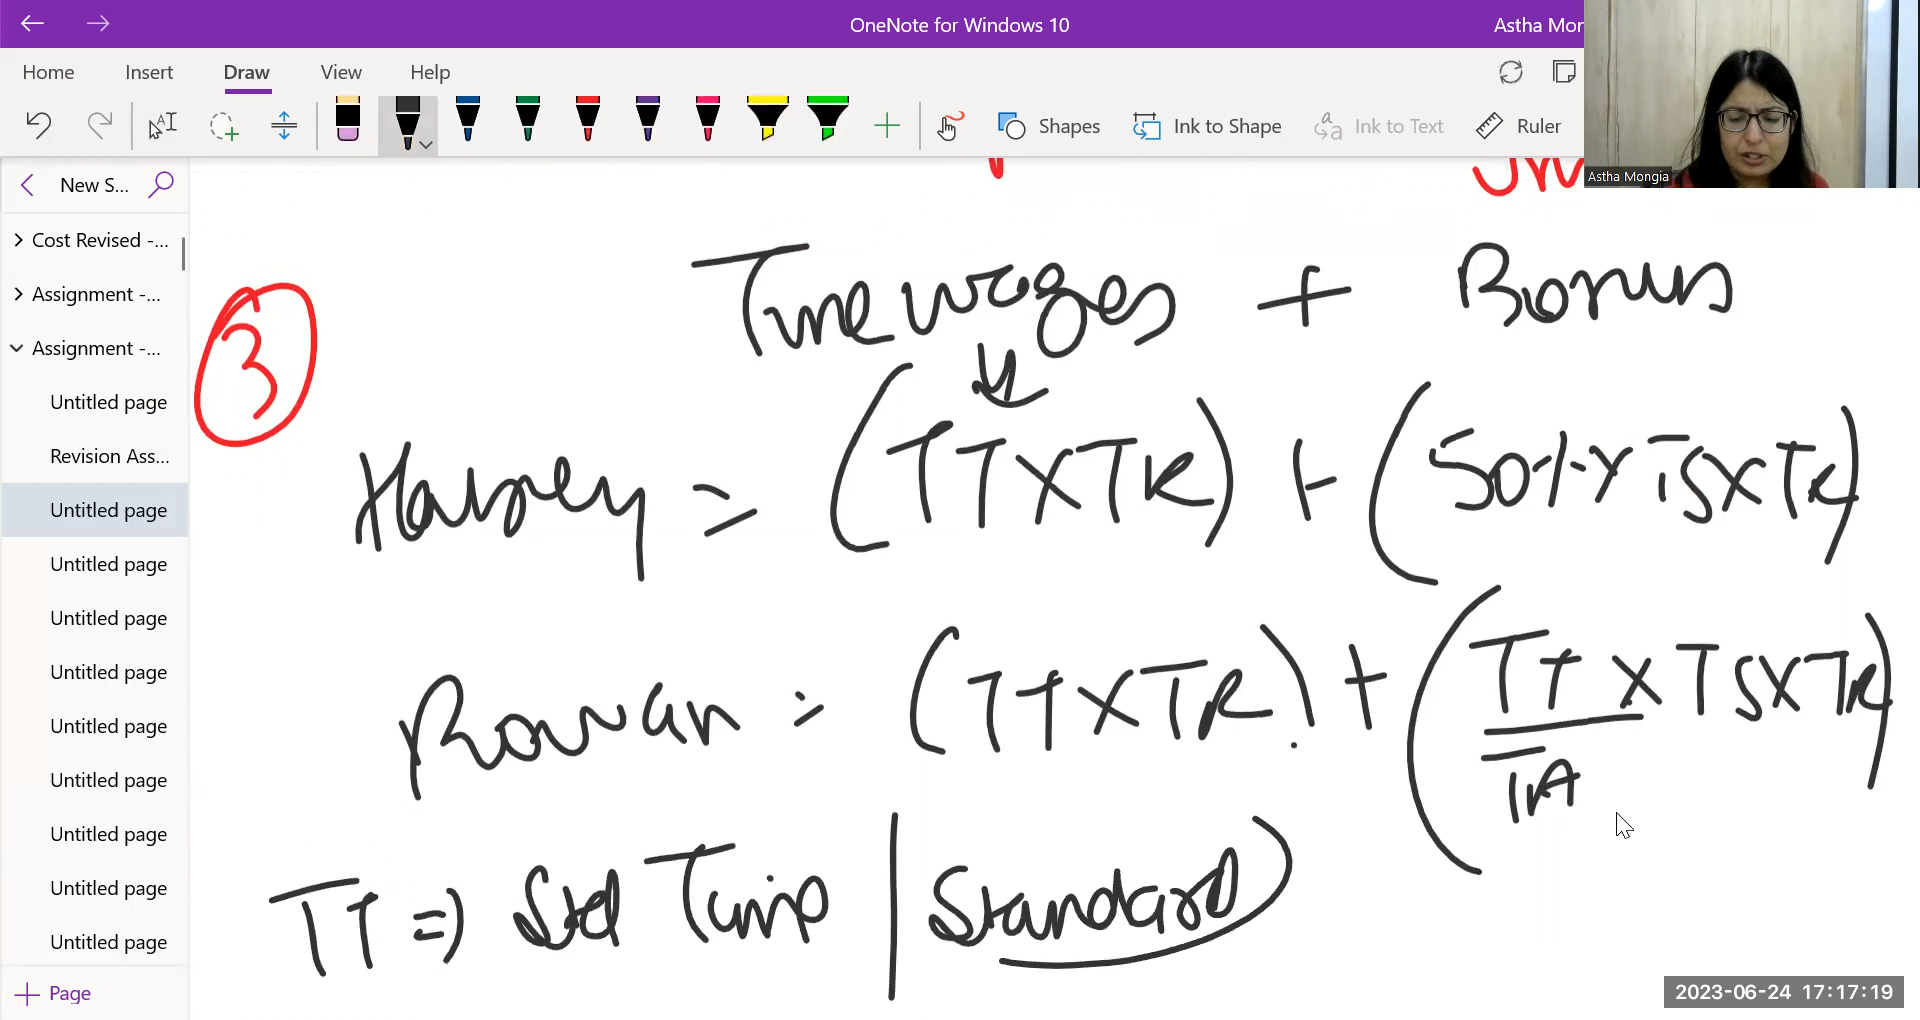 OneNote for Windows 10
Astha Mon
Home Insert Draw View Help
Shapes Ink to Shape Ink to Text Ruler
New S...
Astha Mongia
Cost Revised -...
Assignment -...
Assignment -...
Untitled page
Revision Ass...
Untitled page
Untitled page
Untitled page
Untitled page
Untitled page
Untitled page
Untitled page
Untitled page
Untitled page
Page
3
Time wages + Bonus
Halsey = (TT X TR) + (50% X TS X TR)
Rowan = (TT X TR) + (TT X TS X TR)
TA
TT => Std Time | Standard
2023-06-24 17:17:19